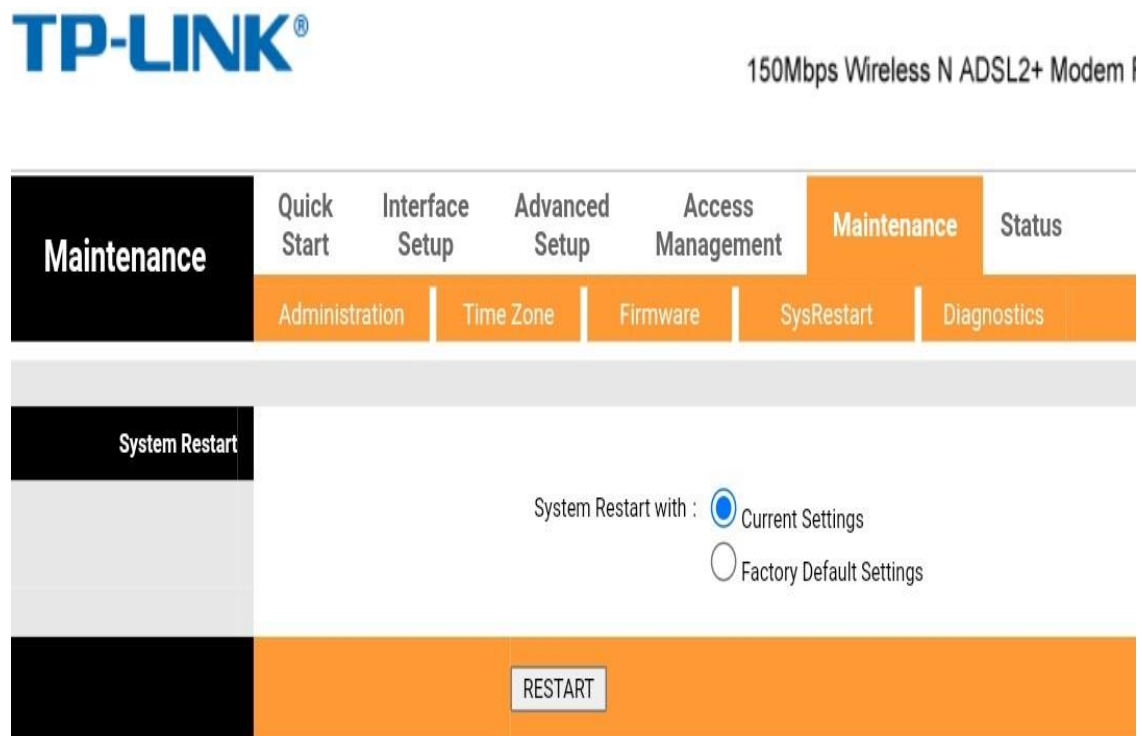 TP-LINK®
150Mbps Wireless N ADSL2+ Modem
Maintenance
Quick Start
Interface Setup
Advanced Setup
Access Management
Maintenance
Status
Administration
Time Zone
Firmware
SysRestart
Diagnostics
System Restart
System Restart with :
Current Settings
Factory Default Settings
RESTART